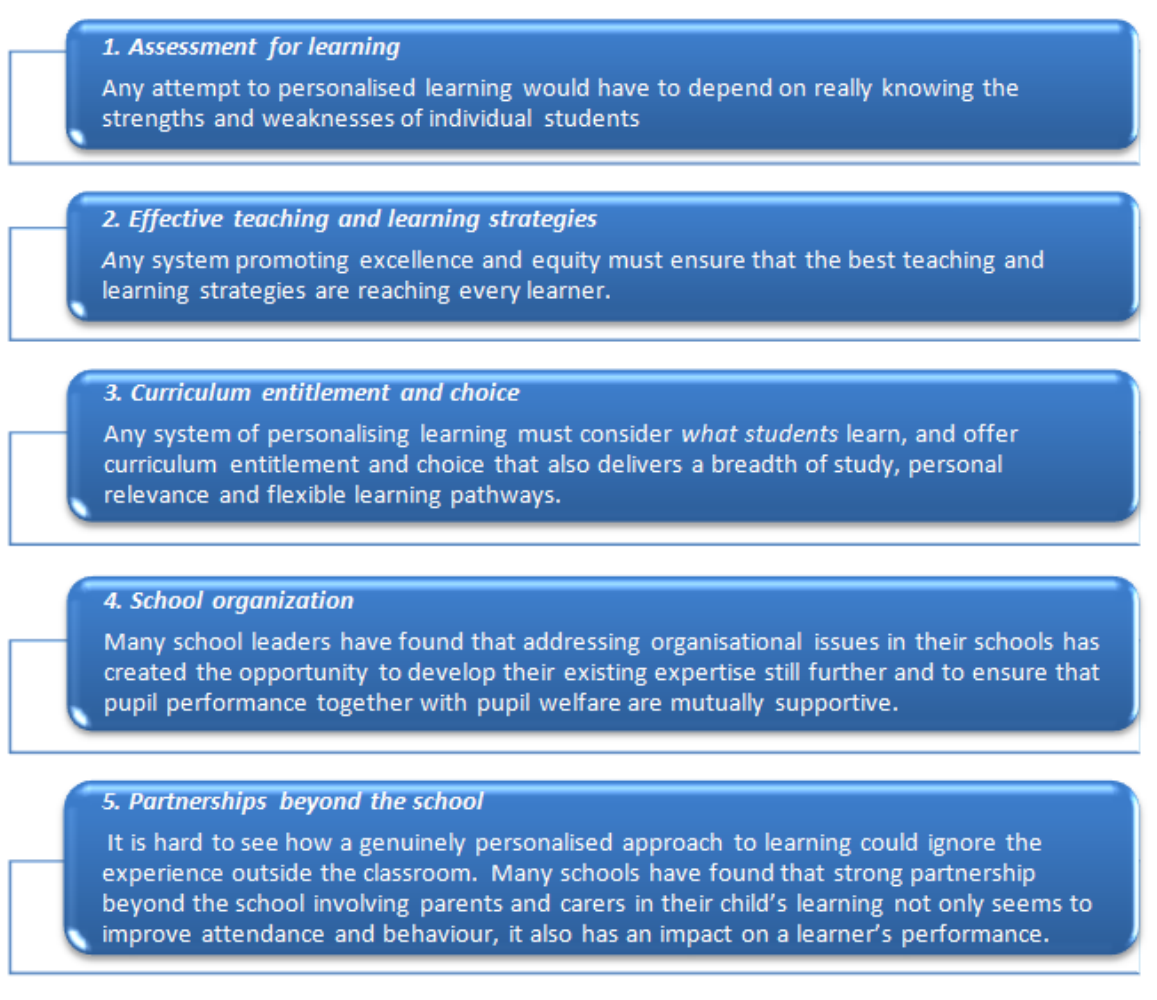 1. Assessment for learning
Any attempt to personalised learning would have to depend on really knowing the
strengths and weaknesses of individual students
2. Effective teaching and learning strategies
Any system promoting excellence and equity must ensure that the best teaching and
learning strategies are reaching every learner.
3. Curriculum entitlement and choice
Any system of personalising learning must consider what students learn, and offer
curriculum entitlement and choice that also delivers a breadth of study, personal
relevance and flexible learning pathways.
4. School organization
Many school leaders have found that addressing organisational issues in their schools has
created the opportunity to develop their existing expertise still further and to ensure that
pupil performance together with pupil welfare are mutually supportive.
5. Partnerships beyond the school
It is hard to see how a genuinely personalised approach to learning could ignore the
experience outside the classroom. Many schools have found that strong partnership
beyond the school involving parents and carers in their child's learning not only seems to
improve attendance and behaviour, it also has an impact on a learner's performance.